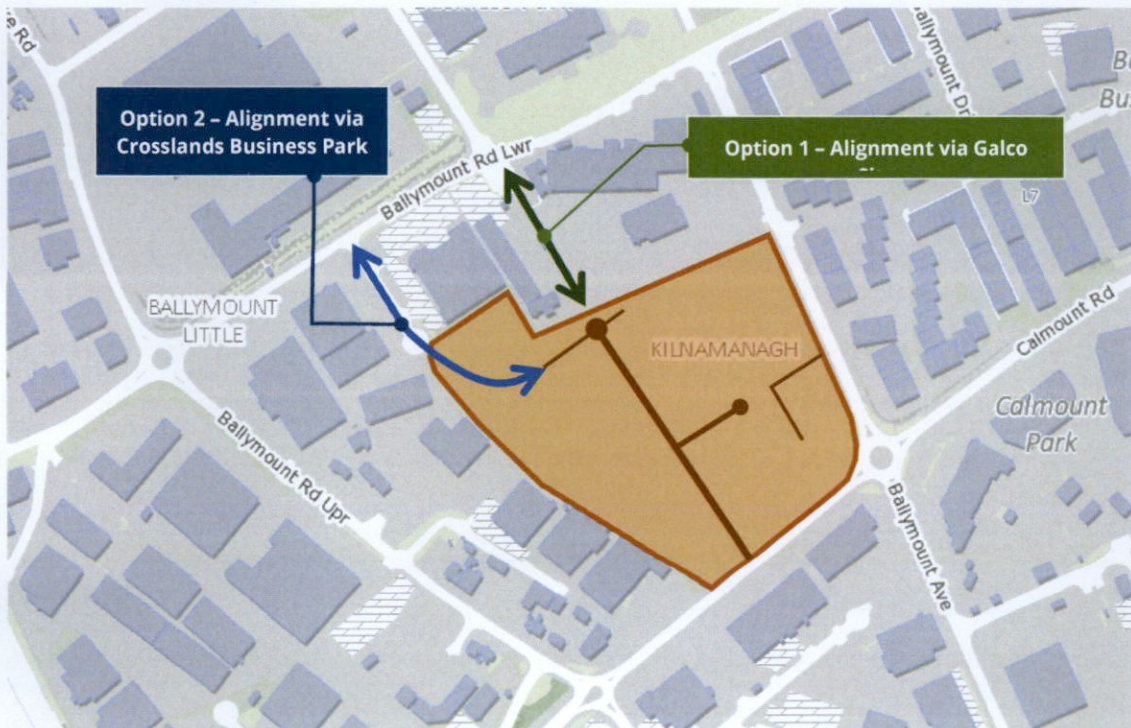 Option 2 – Alignment via
Crosslands Business Park
Option 1 – Alignment via Galco
Ballymount Rd Lwr
L7
BALLYMOUNT
LITTLE
KILNAMANAGH
Calmount Rd
Calmount
Park
Ballymount Rd Upr
Ballymount Ave
Ballymount
Rd